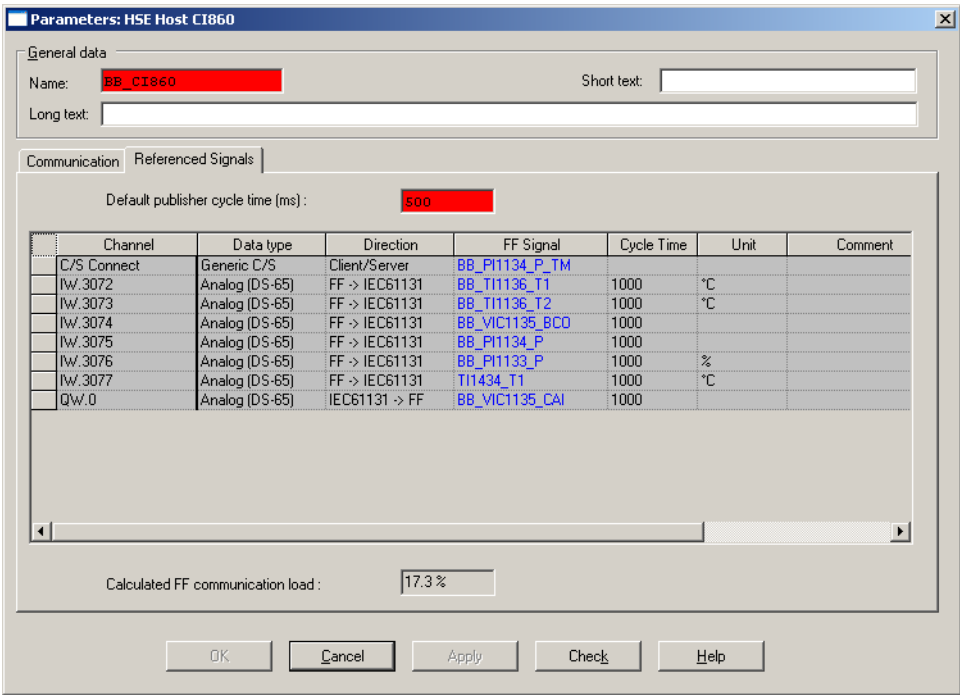 Parameters: HSE Host CI860
General data
Name: BB_CI860 Short text:
Long text:
Communication Referenced Signals
Default publisher cycle time (ms) : 500
Channel Data type Direction FF Signal Cycle Time Unit Comment
C/S Connect Generic C/S Client/Server BB_PI1134_P_TM
IW.3072 Analog (DS-65) FF -> IEC61131 BB_TI1136_T1 1000 °C
IW.3073 Analog (DS-65) FF -> IEC61131 BB_TI1136_T2 1000 °C
IW.3074 Analog (DS-65) FF -> IEC61131 BB_VIC1135_BCO 1000
IW.3075 Analog (DS-65) FF -> IEC61131 BB_PI1134_P 1000
IW.3076 Analog (DS-65) FF -> IEC61131 BB_PI1133_P 1000 %
IW.3077 Analog (DS-65) FF -> IEC61131 TI1434_T1 1000 °C
QW.0 Analog (DS-65) IEC61131 -> FF BB_VIC1135_CAI 1000
Calculated FF communication load : 17.3 %
OK Cancel Apply Check Help